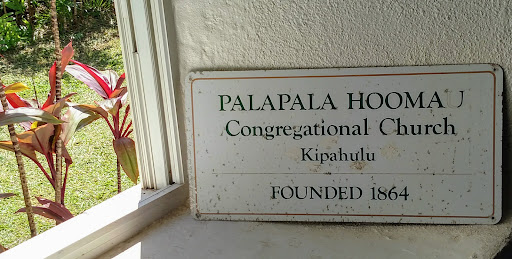 PALAPALA HOOMAU
Congregational Church
Kipahulu
FOUNDED 1864